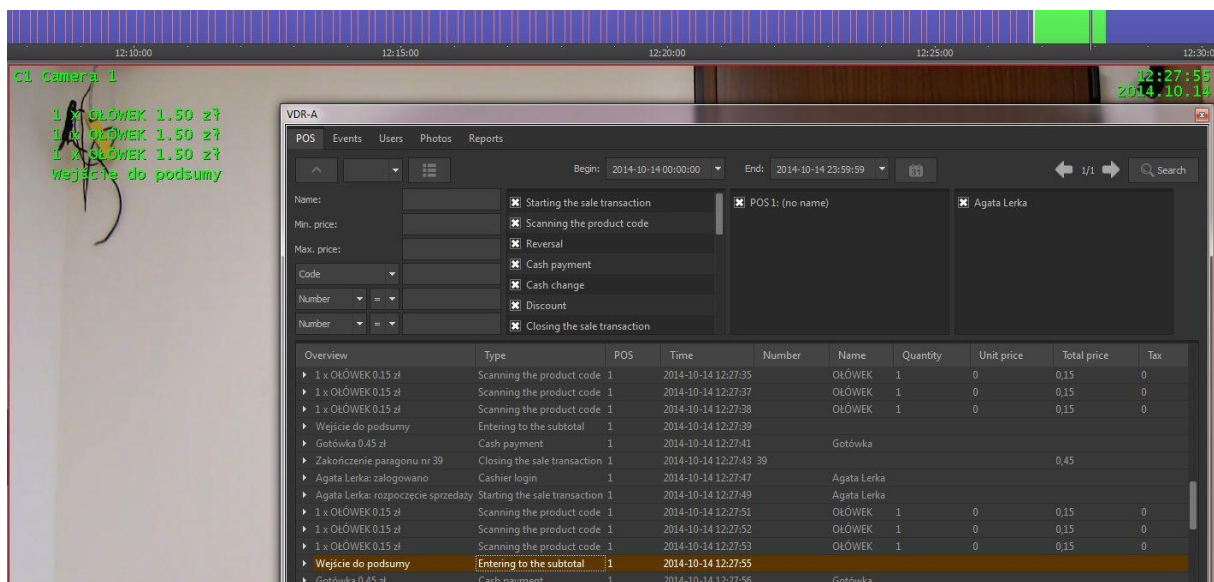 12:10:00 12:15:00 12:20:00 12:25:00 12:30:0
C1 Camera 1
12:27:55
2014.10.14
1 x OŁÓWEK 1.50 zł
1 x OŁÓWEK 1.50 zł
1 x OŁÓWEK 1.50 zł
Wejście do podsumy
VDR-A
POS Events Users Photos Reports
Begin: 2014-10-14 00:00:00 End: 2014-10-14 23:59:59 31 1/1 Search
Name: Starting the sale transaction POS 1: (no name) Agata Lerka
Min. price: Scanning the product code
Max. price: Reversal
Cash payment
Code Cash change
Number = Discount
Number = Closing the sale transaction
Overview Type POS Time Number Name Quantity Unit price Total price Tax
1 x OŁÓWEK 0.15 zł Scanning the product code 1 2014-10-14 12:27:35 OŁÓWEK 1 0 0,15 0
1 x OŁÓWEK 0.15 zł Scanning the product code 1 2014-10-14 12:27:37 OŁÓWEK 1 0 0,15 0
1 x OŁÓWEK 0.15 zł Scanning the product code 1 2014-10-14 12:27:38 OŁÓWEK 1 0 0,15 0
Wejście do podsumy Entering to the subtotal 1 2014-10-14 12:27:39
Gotówka 0.45 zł Cash payment 1 2014-10-14 12:27:41 Gotówka
Zakończenie paragonu nr 39 Closing the sale transaction 1 2014-10-14 12:27:43 39 0,45
Agata Lerka: zalogowano Cashier login 1 2014-10-14 12:27:47 Agata Lerka
Agata Lerka: rozpoczęcie sprzedaży Starting the sale transaction 1 2014-10-14 12:27:49 Agata Lerka
1 x OŁÓWEK 0.15 zł Scanning the product code 1 2014-10-14 12:27:51 OŁÓWEK 1 0 0,15 0
1 x OŁÓWEK 0.15 zł Scanning the product code 1 2014-10-14 12:27:52 OŁÓWEK 1 0 0,15 0
1 x OŁÓWEK 0.15 zł Scanning the product code 1 2014-10-14 12:27:53 OŁÓWEK 1 0 0,15 0
Wejście do podsumy Entering to the subtotal 1 2014-10-14 12:27:55
Gotówka 0.45 zł Cash payment 1 2014-10-14 12:27:56 Gotówka